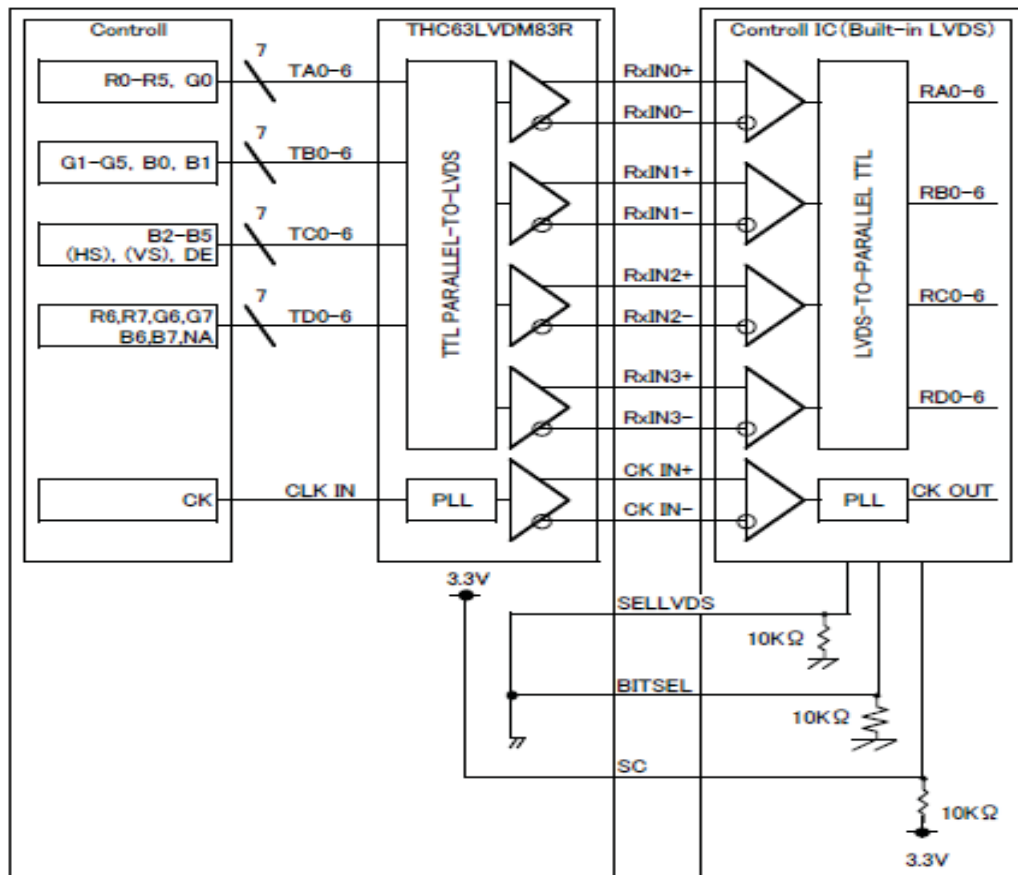 Controll
THC63LVDM83R
Controll IC(Built-in LVDS)
R0-R5, G0
7
TA0-6
RxIN0+
RxIN0-
RA0-6
G1-G5, B0, B1
7
TB0-6
RxIN1+
RxIN1-
RB0-6
B2-B5
(HS), (VS), DE
7
TC0-6
RxIN2+
RxIN2-
RC0-6
R6,R7,G6,G7
B6,B7,NA
7
TD0-6
RxIN3+
RxIN3-
RD0-6
TTL PARALLEL-TO-LVDS
LVDS-TO-PARALLEL TTL
CK
CLK IN
PLL
CK IN+
CK IN-
PLL
CK OUT
3.3V
SELLVDS
10KΩ
BITSEL
10KΩ
SC
10KΩ
3.3V